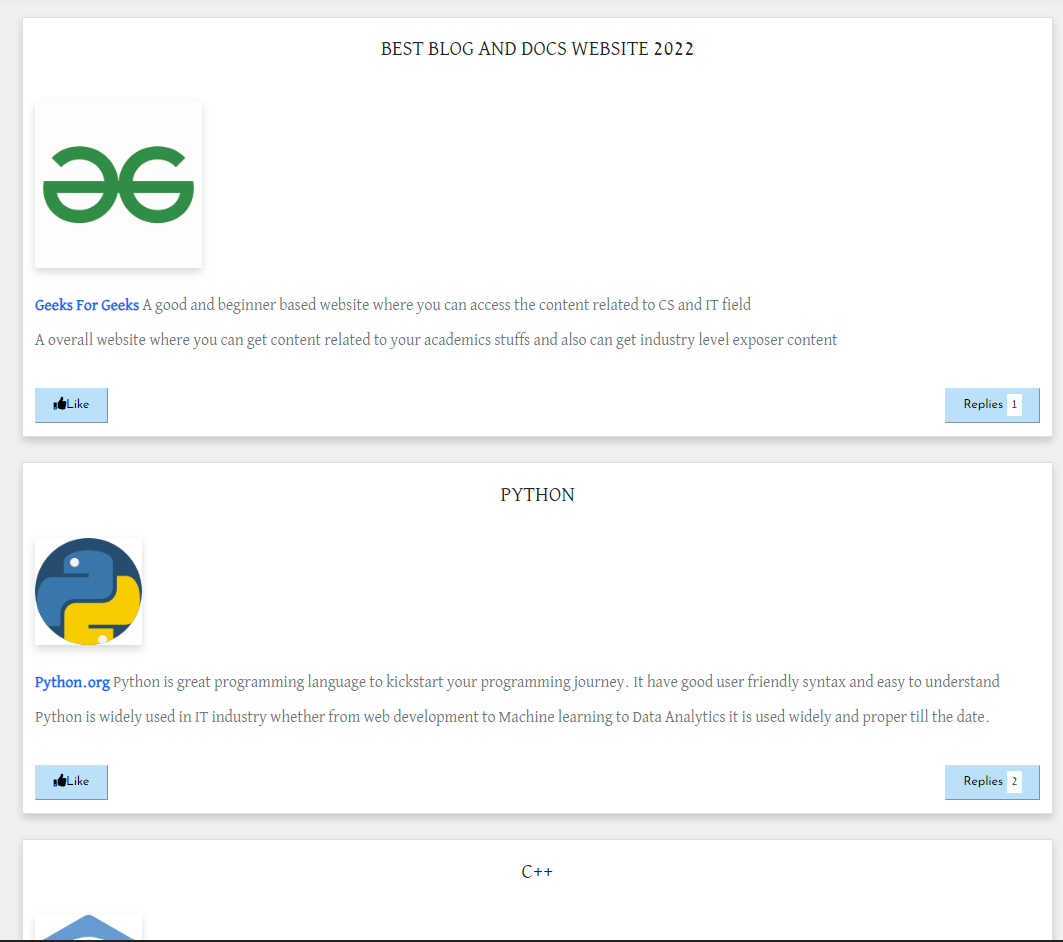 BEST BLOG AND DOCS WEBSITE 2022
Geeks For Geeks A good and beginner based website where you can access the content related to CS and IT field
A overall website where you can get content related to your academics stuffs and also can get industry level exposer content
Like
Replies 1
PYTHON
Python.org Python is great programming language to kickstart your programming journey. It have good user friendly syntax and easy to understand
Python is widely used in IT industry whether from web development to Machine learning to Data Analytics it is used widely and proper till the date.
Like
Replies 2
C++